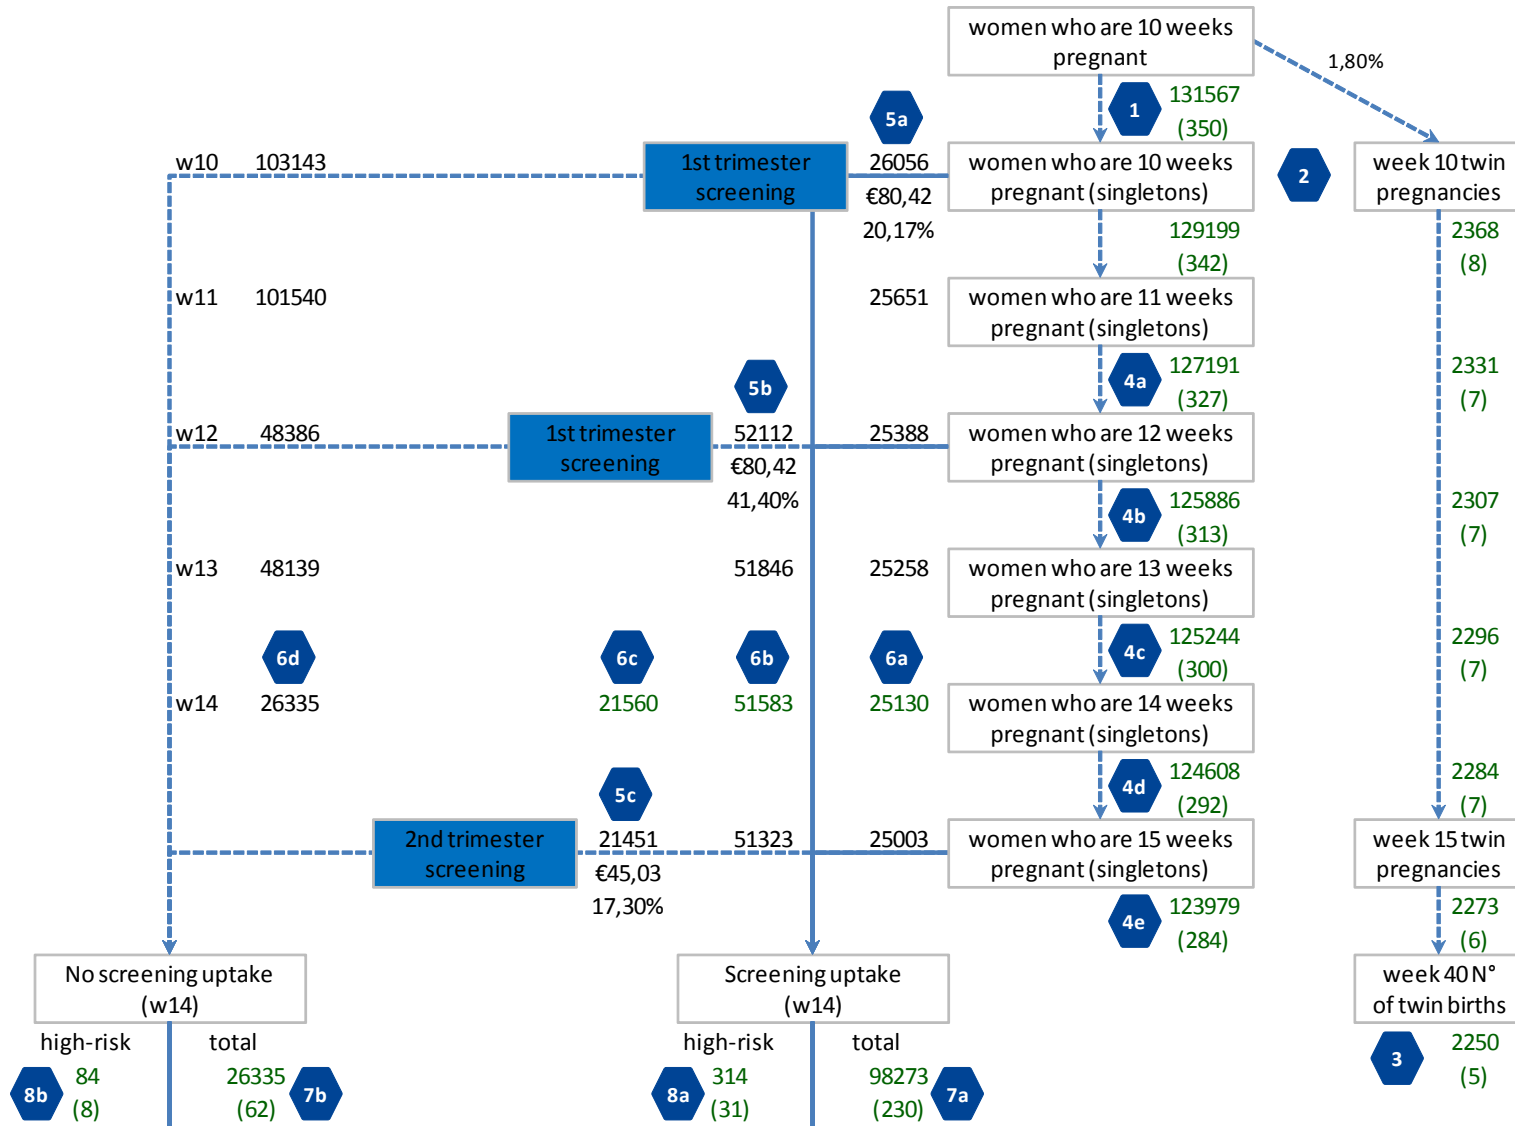 women who are 10 weeks
pregnant
1,80%
1
131567
(350)
5a
w10 103143
1st trimester
screening
26056
€80,42
20,17%
women who are 10 weeks
pregnant (singletons)
2
week 10 twin
pregnancies
129199
(342)
2368
(8)
w11 101540
25651
women who are 11 weeks
pregnant (singletons)
5b
4a
127191
(327)
2331
(7)
w12 48386
1st trimester
screening
52112
€80,42
41,40%
25388
women who are 12 weeks
pregnant (singletons)
4b
125886
(313)
2307
(7)
w13 48139
51846
25258
women who are 13 weeks
pregnant (singletons)
6d
6c
6b
6a
4c
125244
(300)
2296
(7)
w14 26335
21560
51583
25130
women who are 14 weeks
pregnant (singletons)
5c
4d
124608
(292)
2284
(7)
2nd trimester
screening
21451
€45,03
17,30%
51323
25003
women who are 15 weeks
pregnant (singletons)
week 15 twin
pregnancies
4e
123979
(284)
2273
(6)
No screening uptake
(w14)
Screening uptake
(w14)
week 40 N°
of twin births
high-risk total
8b
84
(8)
26335
(62)
7b
high-risk total
8a
314
(31)
98273
(230)
7a
3
2250
(5)